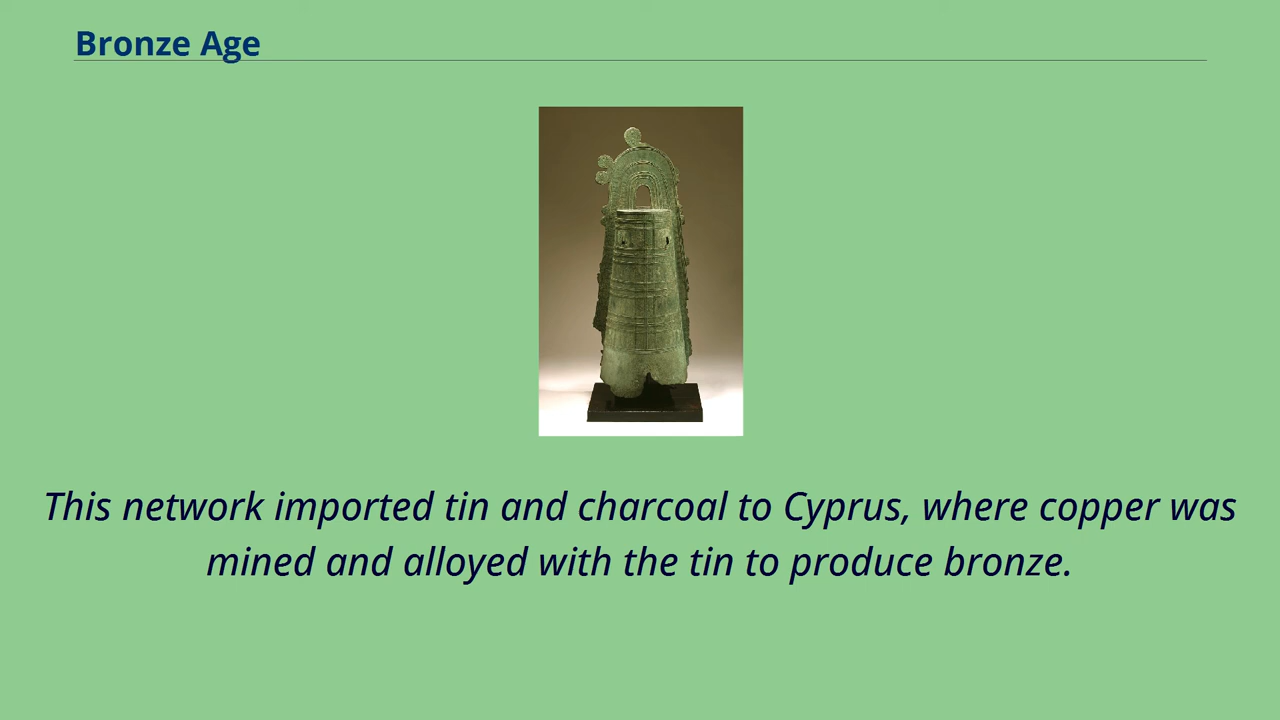 Bronze Age
This network imported tin and charcoal to Cyprus, where copper was
mined and alloyed with the tin to produce bronze.